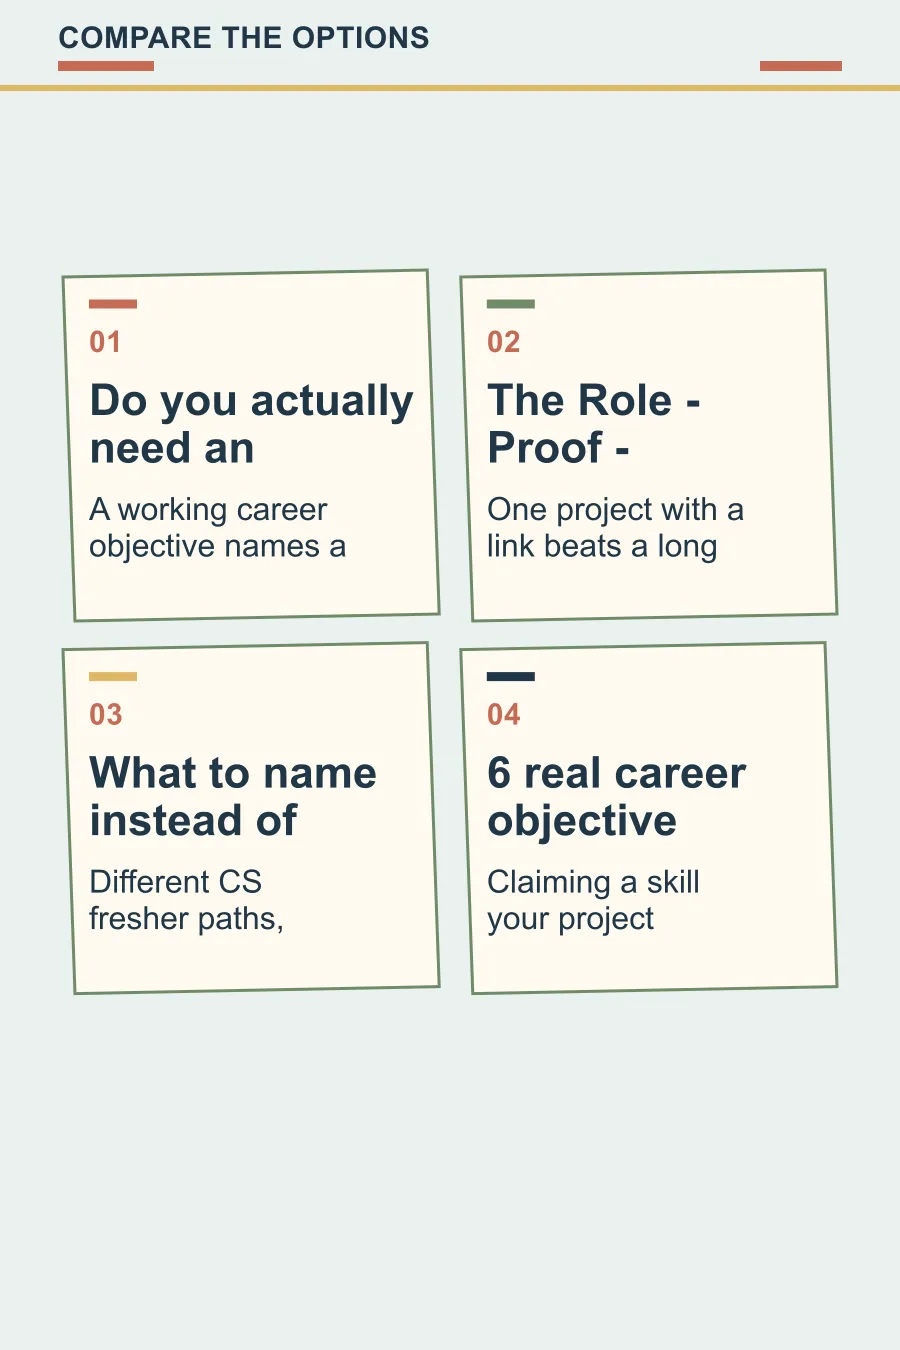 COMPARE THE OPTIONS
01
Do you actually
need an
A working career
objective names a
02
The Role -
Proof -
One project with a
link beats a long
03
What to name
instead of
Different CS
fresher paths,
04
6 real career
objective
Claiming a skill
your project